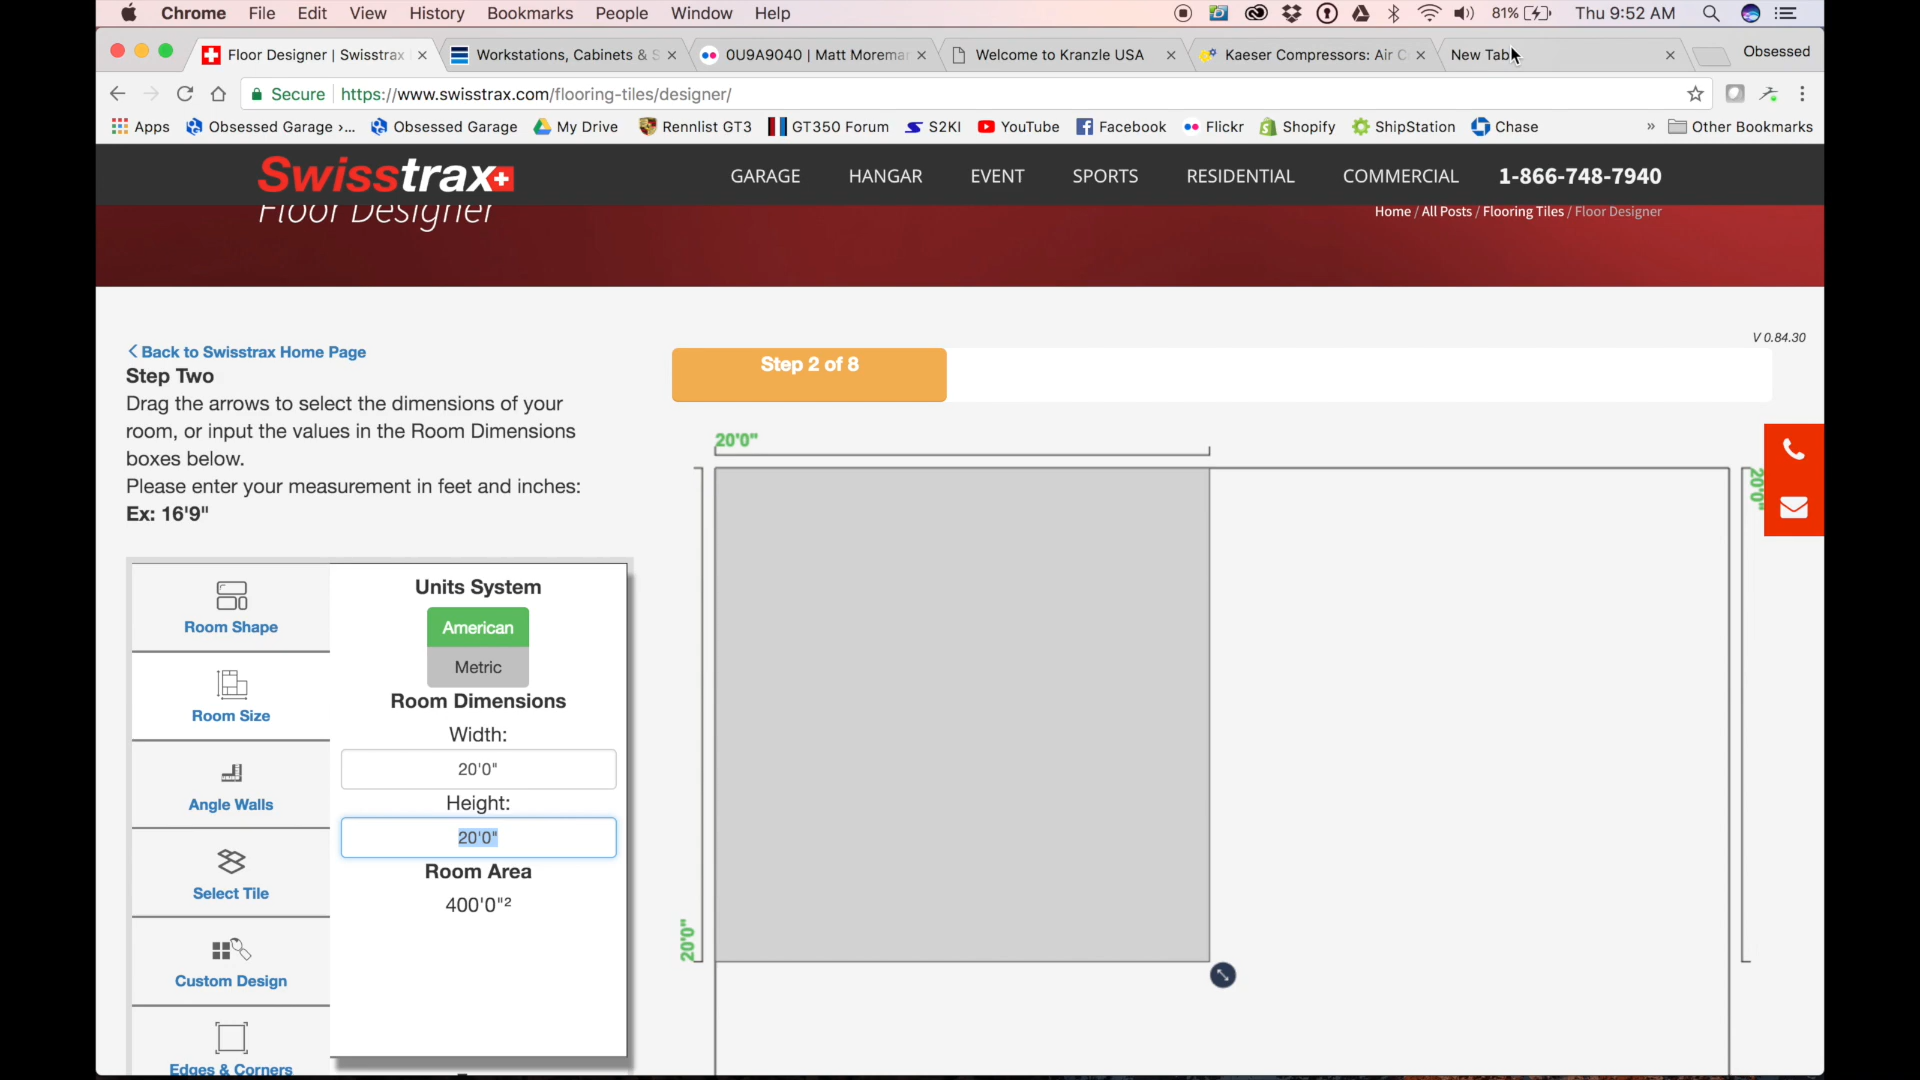 Chrome File Edit View History Bookmarks People Window Help 81% Thu 9:52 AM
Floor Designer | Swisstrax Workstations, Cabinets & S 0U9A9040 | Matt Moreman Welcome to Kranzle USA Kaeser Compressors: Air C New Tab Obsessed
Secure https://www.swisstrax.com/flooring-tiles/designer/
Apps Obsessed Garage ›... Obsessed Garage My Drive Rennlist GT3 GT350 Forum S2KI YouTube Facebook Flickr Shopify ShipStation Chase » Other Bookmarks
Swisstrax GARAGE HANGAR EVENT SPORTS RESIDENTIAL COMMERCIAL 1-866-748-7940
Floor Designer Home / All Posts / Flooring Tiles / Floor Designer
V 0.84.30
Back to Swisstrax Home Page
Step Two
Drag the arrows to select the dimensions of your
room, or input the values in the Room Dimensions
boxes below.
Please enter your measurement in feet and inches:
Ex: 16'9"
Step 2 of 8
20'0"
20'0"
20'0"
Room Shape
Room Size
Angle Walls
Select Tile
Custom Design
Edges & Corners
Units System
American
Metric
Room Dimensions
Width:
20'0"
Height:
20'0"
Room Area
400'0"²